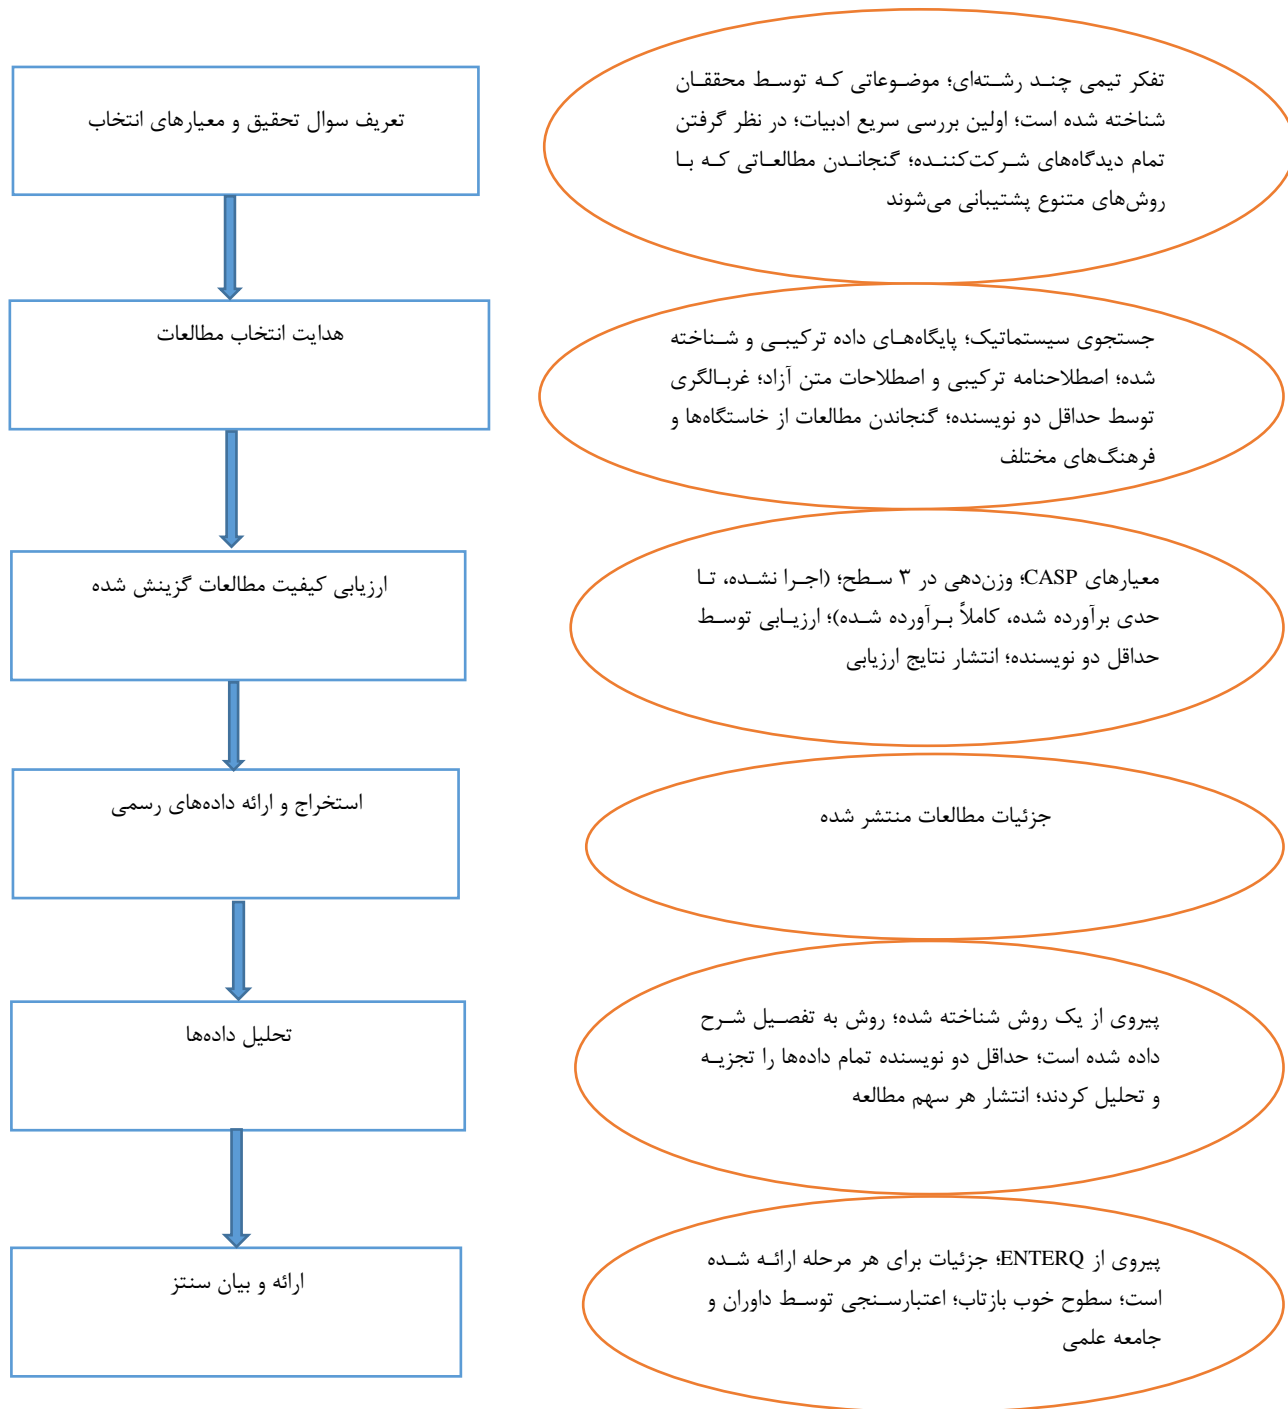 تعریف سوال تحقیق و معیارهای انتخاب
تفکر تیمی چند رشته‌ای؛ موضوعاتی که توسط محققان
شناخته شده است؛ اولین بررسی سریع ادبیات؛ در نظر گرفتن
تمام دیدگاه‌های شرکت‌کننده؛ گنجاندن مطالعاتی که با
روش‌های متنوع پشتیبانی می‌شوند
هدایت انتخاب مطالعات
جستجوی سیستماتیک؛ پایگاه‌های داده ترکیبی و شناخته
شده؛ اصطلاحنامه ترکیبی و اصطلاحات متن آزاد؛ غربالگری
توسط حداقل دو نویسنده؛ گنجاندن مطالعات از خاستگاه‌ها و
فرهنگ‌های مختلف
ارزیابی کیفیت مطالعات گزینش شده
معیارهای CASP؛ وزن‌دهی در ۳ سطح؛ (اجرا نشده، تا
حدی برآورده شده، کاملاً برآورده شده)؛ ارزیابی توسط
حداقل دو نویسنده؛ انتشار نتایج ارزیابی
استخراج و ارائه داده‌های رسمی
جزئیات مطالعات منتشر شده
تحلیل داده‌ها
پیروی از یک روش شناخته شده؛ روش به تفصیل شرح
داده شده است؛ حداقل دو نویسنده تمام داده‌ها را تجزیه
و تحلیل کردند؛ انتشار هر سهم مطالعه
ارائه و بیان سنتز
پیروی از ENTERQ؛ جزئیات برای هر مرحله ارائه شده
است؛ سطوح خوب بازتاب؛ اعتبارسنجی توسط داوران و
جامعه علمی